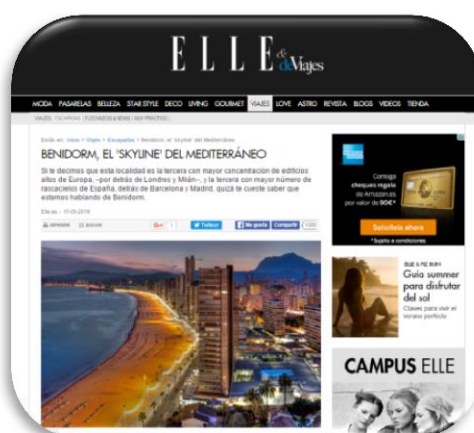 ELLE & deViajes
MODA PASARELAS BELLEZA STAR STYLE DECO LIVING GOURMET VIAJES LOVE ASTRO REVISTA BLOGS VIDEOS TIENDA
BENIDORM, EL 'SKYLINE' DEL MEDITERRÁNEO
Si te decimos que esta localidad es la tercera con mayor concentración de edificios
altos de Europa, –por detrás de Londres y Milán–, y la tercera con mayor número de
rascacielos de España, detrás de Barcelona y Madrid, quizá te cueste saber que
estamos hablando de Benidorm.
IMPRIMIR
Twittear
Me gusta Compartir
Consiga
cheques regalo
de Amazon.es
por valor de 90€*
Solicítela ahora
*Sujeto a condiciones
Guía summer
para disfrutar
del sol
Claves para vivir el
verano perfecto
CAMPUS ELLE